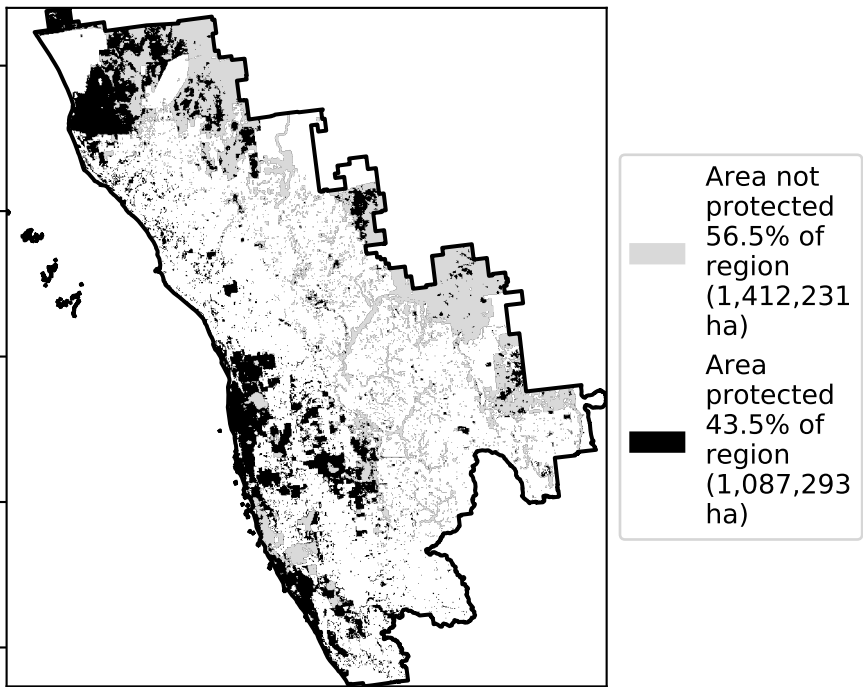 Area not
protected
56.5% of
region
(1,412,231
ha)
Area
protected
43.5% of
region
(1,087,293
ha)